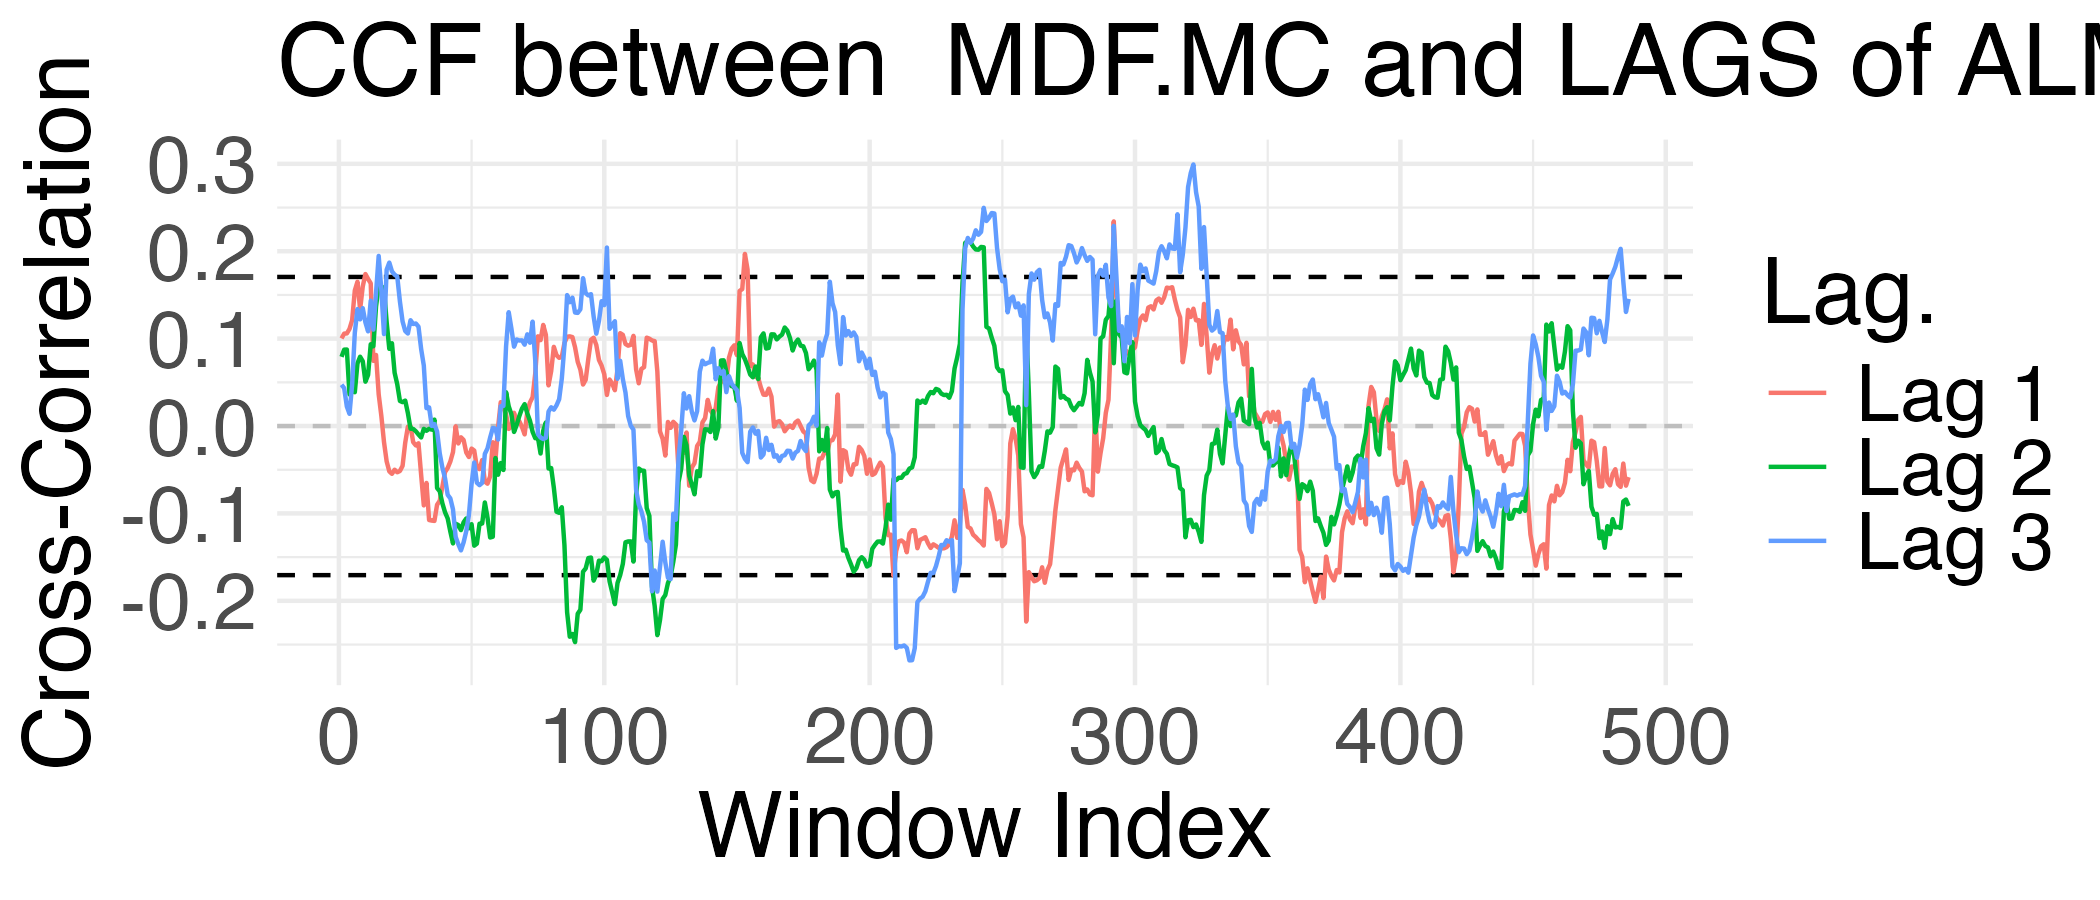 CCF between  MDF.MC and LAGS of ALM
Cross-Correlation
0.3
0.2
0.1
0.0
-0.1
-0.2
0 100 200 300 400 500
Window Index
Lag.
Lag 1
Lag 2
Lag 3